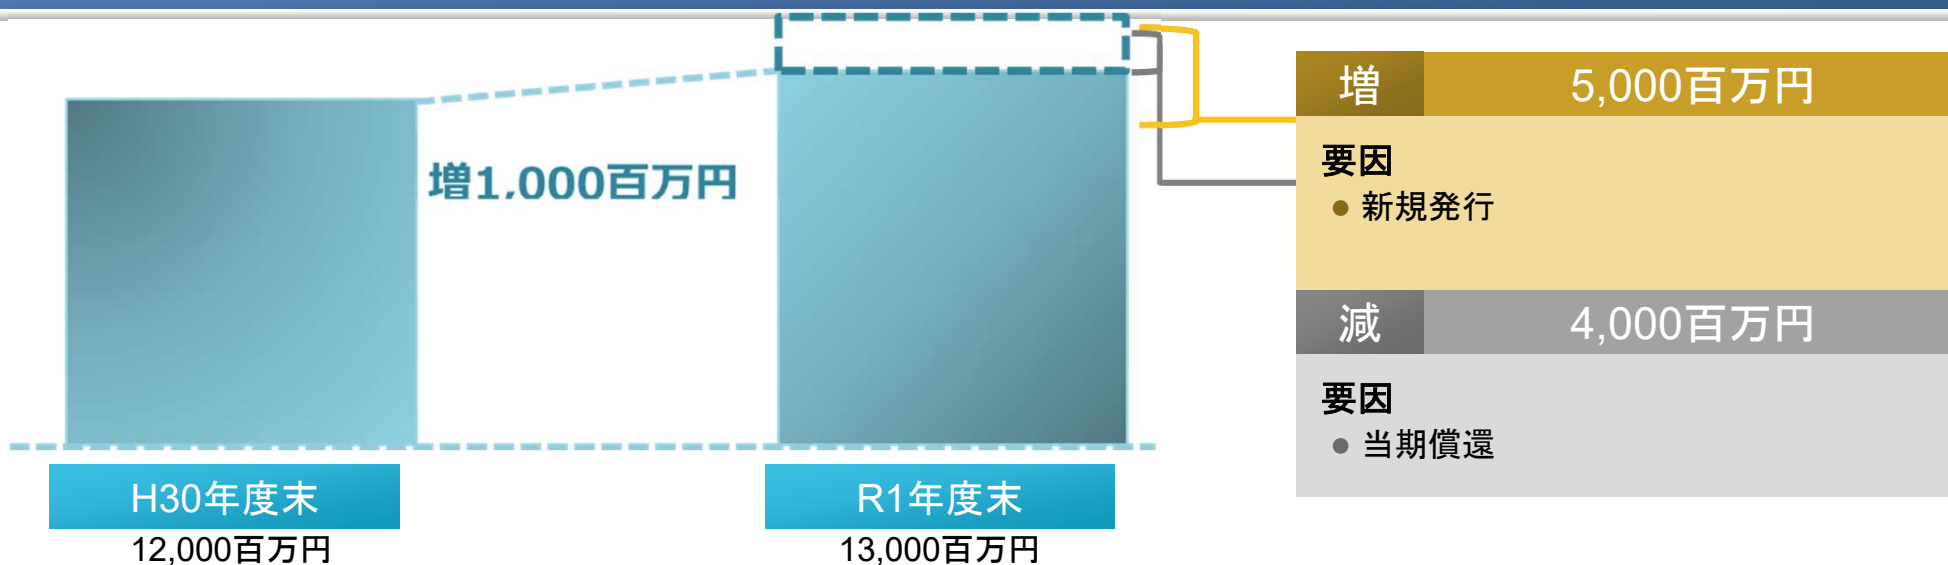 増1,000百万円
H30年度末
12,000百万円
R1年度末
13,000百万円
増 5,000百万円
要因
● 新規発行
減 4,000百万円
要因
● 当期償還